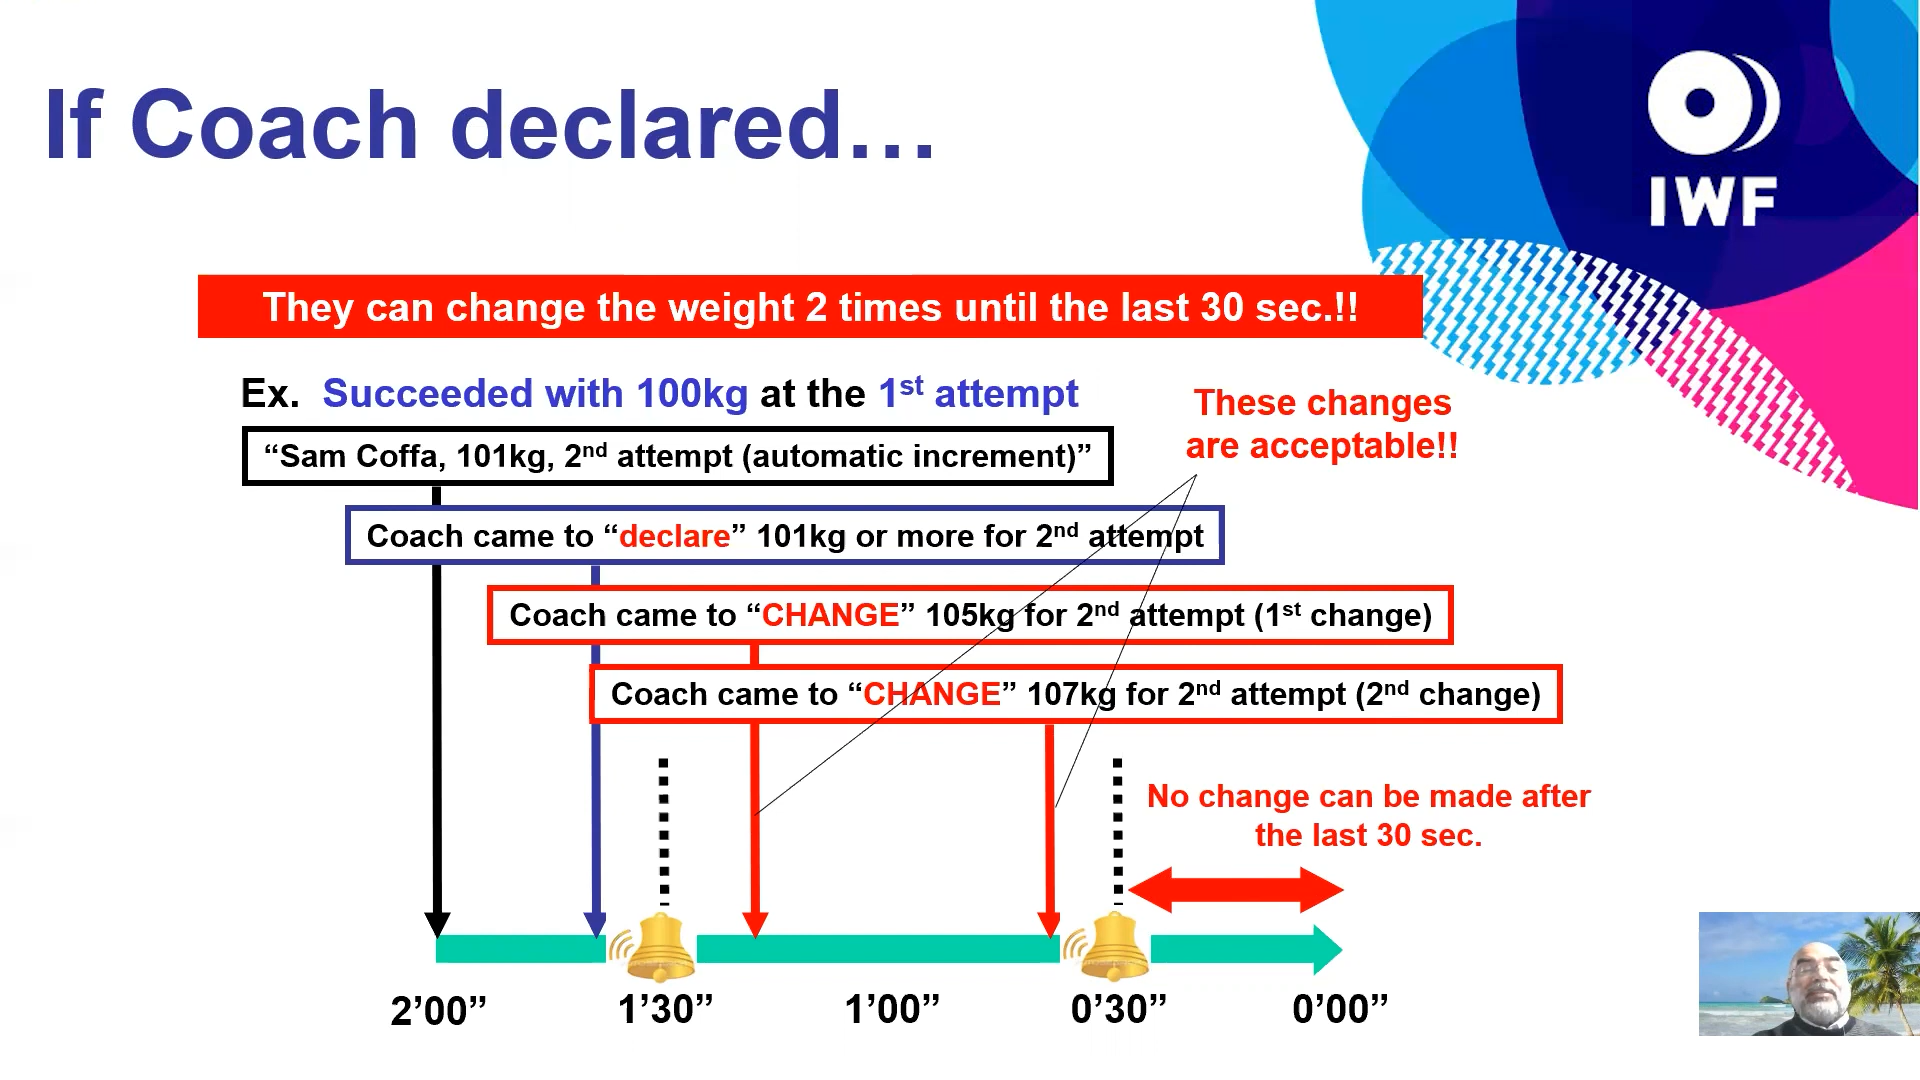 If Coach declared…
IWF
They can change the weight 2 times until the last 30 sec.!!
Ex. Succeeded with 100kg at the 1st attempt
These changes
are acceptable!!
“Sam Coffa, 101kg, 2nd attempt (automatic increment)”
Coach came to “declare” 101kg or more for 2nd attempt
Coach came to “CHANGE” 105kg for 2nd attempt (1st change)
Coach came to “CHANGE” 107kg for 2nd attempt (2nd change)
No change can be made after
the last 30 sec.
2’00” 1’30” 1’00” 0’30” 0’00”